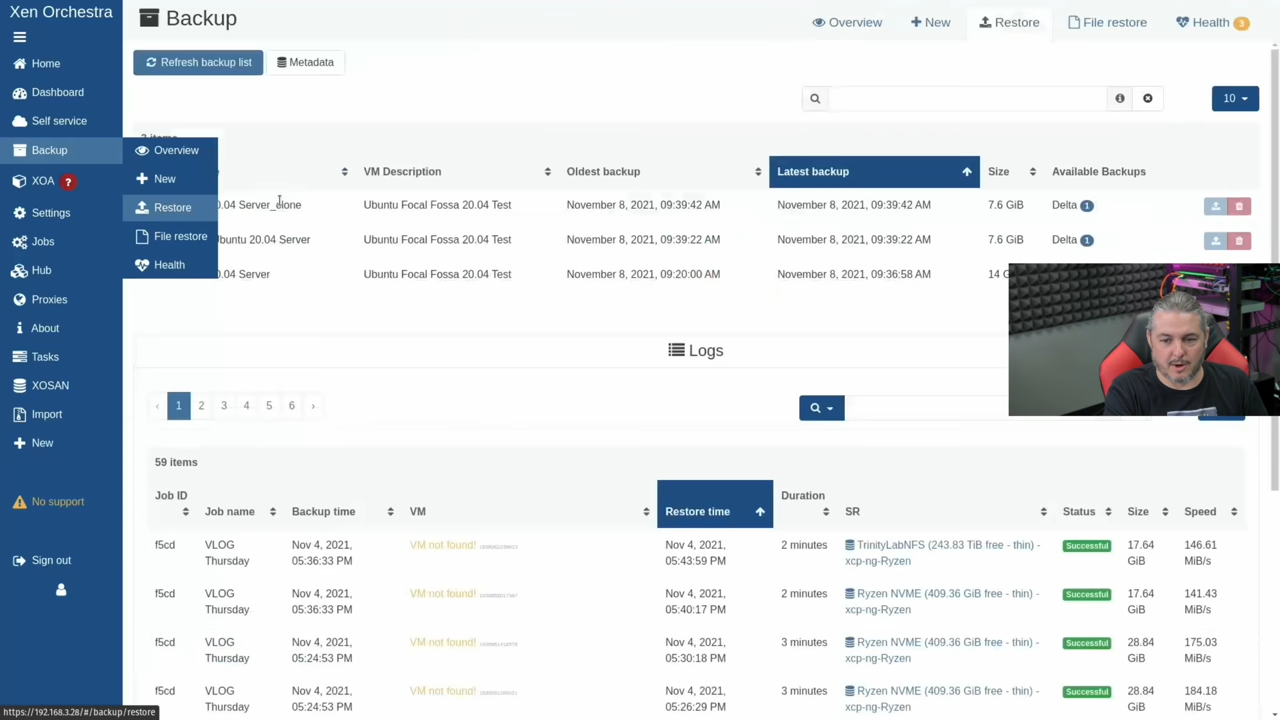 Xen Orchestra
Home
Dashboard
Self service
Backup
XOA ?
Settings
Jobs
Hub
Proxies
About
Tasks
XOSAN
Import
New
No support
Sign out
Overview
New
Restore
File restore
Health
Backup
Overview
New
Restore
File restore
Health 3
Refresh backup list
Metadata
10
3 items
VM Description
Oldest backup
Latest backup
Size
Available Backups
0.04 Server_clone
Ubuntu Focal Fossa 20.04 Test
November 8, 2021, 09:39:42 AM
November 8, 2021, 09:39:42 AM
7.6 GiB
Delta 1
buntu 20.04 Server
Ubuntu Focal Fossa 20.04 Test
November 8, 2021, 09:39:22 AM
November 8, 2021, 09:39:22 AM
7.6 GiB
Delta 1
0.04 Server
Ubuntu Focal Fossa 20.04 Test
November 8, 2021, 09:20:00 AM
November 8, 2021, 09:36:58 AM
14 G
Logs
‹ 1 2 3 4 5 6 ›
59 items
Job ID
Job name
Backup time
VM
Restore time
Duration
SR
Status
Size
Speed
f5cd
VLOG
Thursday
Nov 4, 2021,
05:36:33 PM
VM not found!
Nov 4, 2021,
05:43:59 PM
2 minutes
TrinityLabNFS (243.83 TiB free - thin) -
xcp-ng-Ryzen
Successful
17.64
GiB
146.61
MiB/s
f5cd
VLOG
Thursday
Nov 4, 2021,
05:36:33 PM
VM not found!
Nov 4, 2021,
05:40:17 PM
2 minutes
Ryzen NVME (409.36 GiB free - thin) -
xcp-ng-Ryzen
Successful
17.64
GiB
141.43
MiB/s
f5cd
VLOG
Thursday
Nov 4, 2021,
05:24:53 PM
VM not found!
Nov 4, 2021,
05:30:18 PM
3 minutes
Ryzen NVME (409.36 GiB free - thin) -
xcp-ng-Ryzen
Successful
28.84
GiB
175.03
MiB/s
f5cd
VLOG
Thursday
Nov 4, 2021,
05:24:53 PM
VM not found!
Nov 4, 2021,
05:26:29 PM
3 minutes
Ryzen NVME (409.36 GiB free - thin) -
xcp-ng-Ryzen
Successful
28.84
GiB
184.18
MiB/s
https://192.168.3.28/#/backup/restore